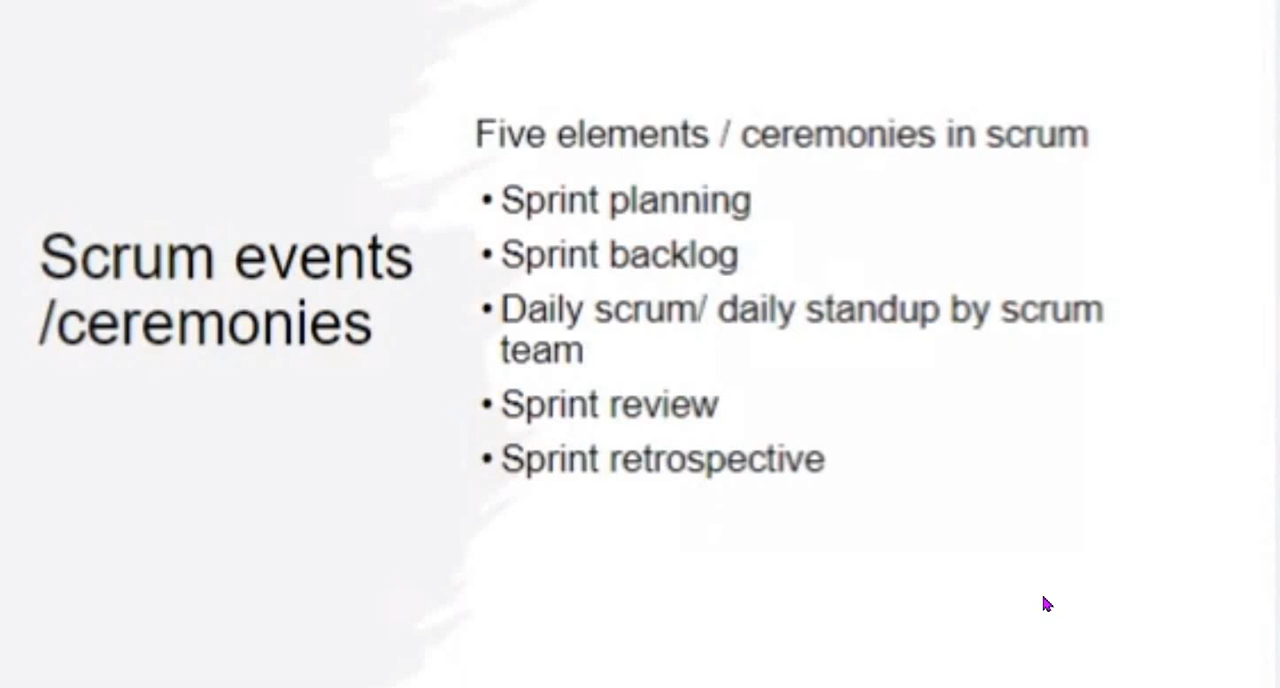 Scrum events
/ceremonies
Five elements / ceremonies in scrum
• Sprint planning
• Sprint backlog
• Daily scrum/ daily standup by scrum
team
• Sprint review
• Sprint retrospective